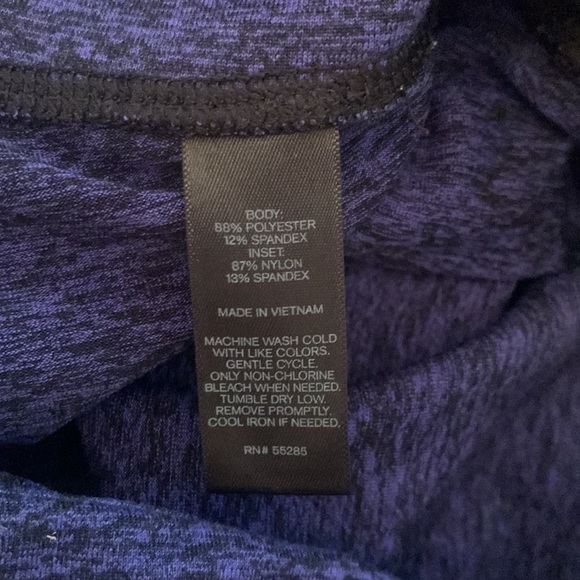 BODY:
88% POLYESTER
12% SPANDEX
INSET:
87% NYLON
13% SPANDEX
MADE IN VIETNAM
MACHINE WASH COLD
WITH LIKE COLORS.
GENTLE CYCLE.
ONLY NON-CHLORINE
BLEACH WHEN NEEDED.
TUMBLE DRY LOW.
REMOVE PROMPTLY.
COOL IRON IF NEEDED.
RN# 55285